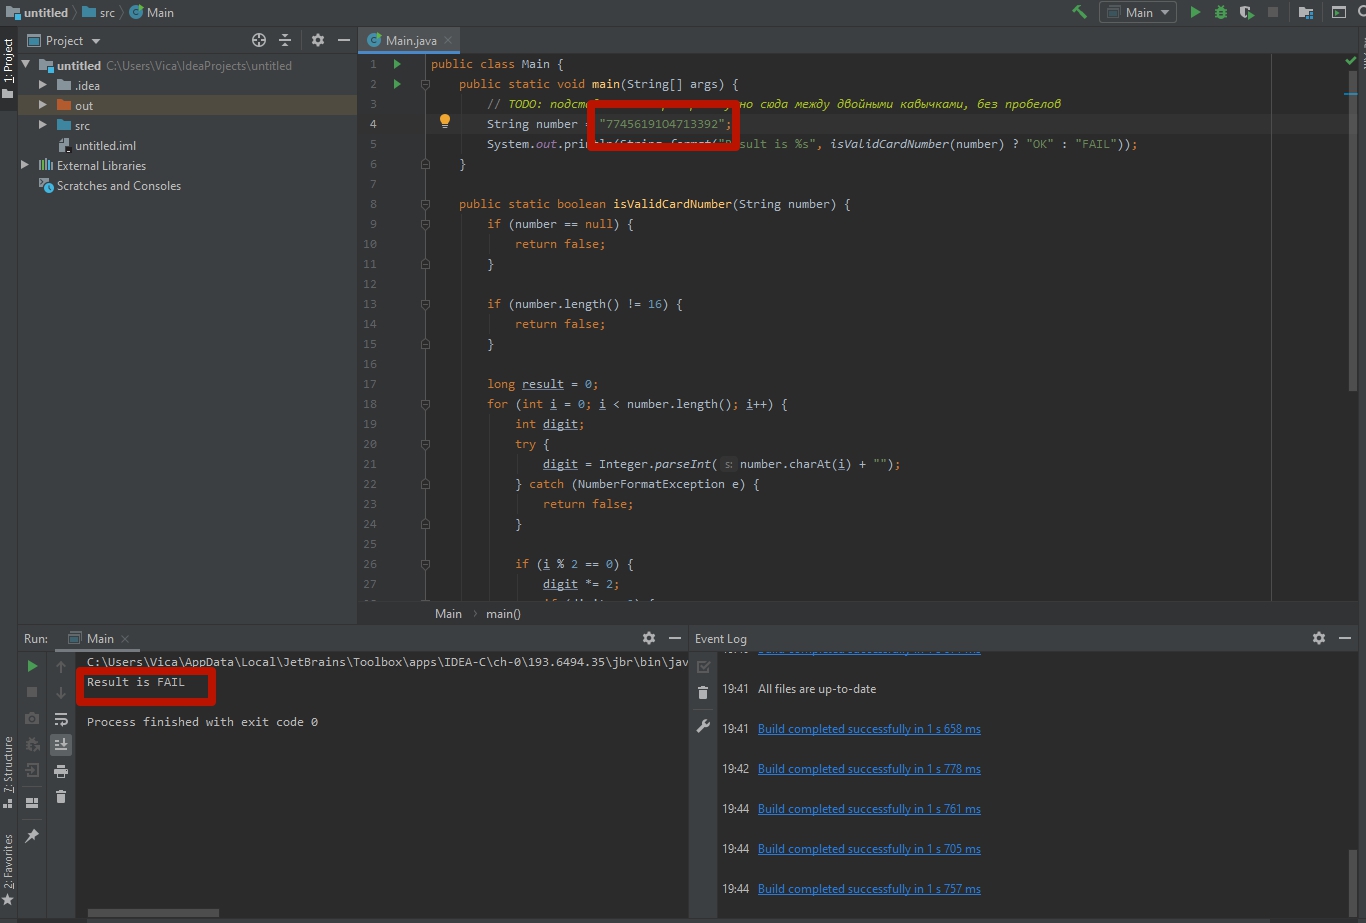 untitled src Main
Main
1: Project
Project
Main.java
untitled C:\Users\Vica\IdeaProjects\untitled
.idea
out
src
untitled.iml
External Libraries
Scratches and Consoles
1 public class Main {
2 public static void main(String[] args) {
3 // TODO: но сюда между двойными кавычками, без пробелов
4 String number = "7745619104713392";
5 System.out.println(String.format("Result is %s", isValidCardNumber(number) ? "OK" : "FAIL"));
6 }
7
8 public static boolean isValidCardNumber(String number) {
9 if (number == null) {
10 return false;
11 }
12
13 if (number.length() != 16) {
14 return false;
15 }
16
17 long result = 0;
18 for (int i = 0; i < number.length(); i++) {
19 int digit;
20 try {
21 digit = Integer.parseInt( s: number.charAt(i) + "");
22 } catch (NumberFormatException e) {
23 return false;
24 }
25
26 if (i % 2 == 0) {
27 digit *= 2;
Main › main()
Run: Main
C:\Users\Vica\AppData\Local\JetBrains\Toolbox\apps\IDEA-C\ch-0\193.6494.35\jbr\bin\jav
Result is FAIL
Process finished with exit code 0
Event Log
19:41 All files are up-to-date
19:41 Build completed successfully in 1 s 658 ms
19:42 Build completed successfully in 1 s 778 ms
19:44 Build completed successfully in 1 s 761 ms
19:44 Build completed successfully in 1 s 705 ms
19:44 Build completed successfully in 1 s 757 ms
7: Structure
2: Favorites